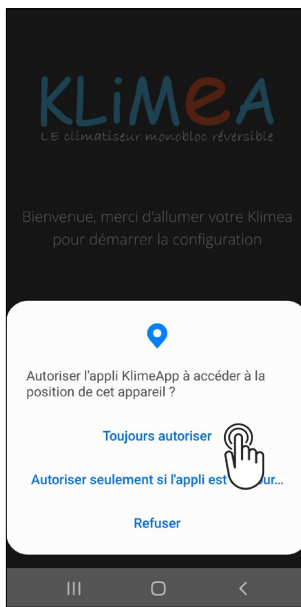 KLiMeA
LE climatiseur monobloc réversible
Bienvenue, merci d'allumer votre Klimea
pour démarrer la configuration
Autoriser l'appli KlimeApp à accéder à la
position de cet appareil ?
Toujours autoriser
Autoriser seulement si l'appli est
Refuser